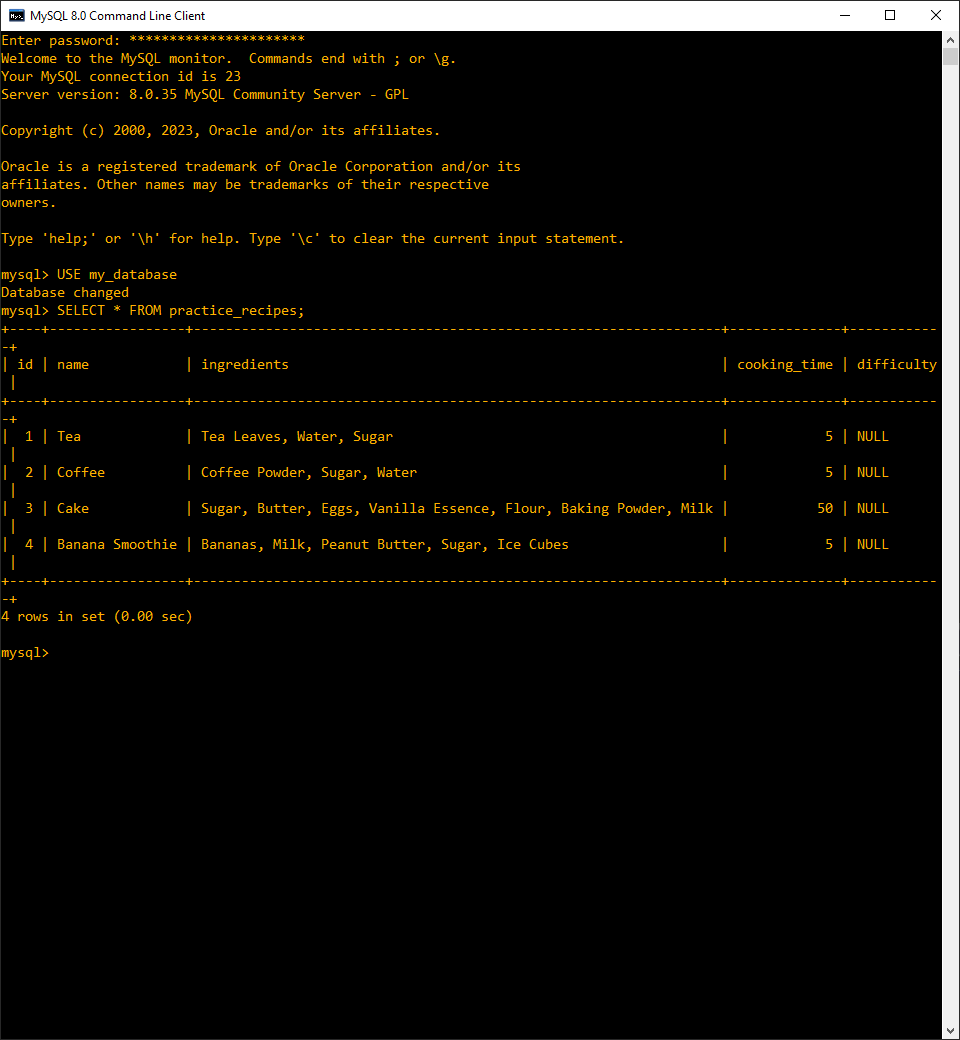 MySQL 8.0 Command Line Client
Enter password: **********************
Welcome to the MySQL monitor.  Commands end with ; or \g.
Your MySQL connection id is 23
Server version: 8.0.35 MySQL Community Server - GPL

Copyright (c) 2000, 2023, Oracle and/or its affiliates.

Oracle is a registered trademark of Oracle Corporation and/or its
affiliates. Other names may be trademarks of their respective
owners.

Type 'help;' or '\h' for help. Type '\c' to clear the current input statement.

mysql> USE my_database
Database changed
mysql> SELECT * FROM practice_recipes;
+----+-----------------+------------------------------------------------------------------+--------------+-----------
-+
| id | name            | ingredients                                                      | cooking_time | difficulty
 |
+----+-----------------+------------------------------------------------------------------+--------------+-----------
-+
|  1 | Tea             | Tea Leaves, Water, Sugar                                         |            5 | NULL
 |
|  2 | Coffee          | Coffee Powder, Sugar, Water                                      |            5 | NULL
 |
|  3 | Cake            | Sugar, Butter, Eggs, Vanilla Essence, Flour, Baking Powder, Milk |           50 | NULL
 |
|  4 | Banana Smoothie | Bananas, Milk, Peanut Butter, Sugar, Ice Cubes                   |            5 | NULL
 |
+----+-----------------+------------------------------------------------------------------+--------------+-----------
-+
4 rows in set (0.00 sec)

mysql>